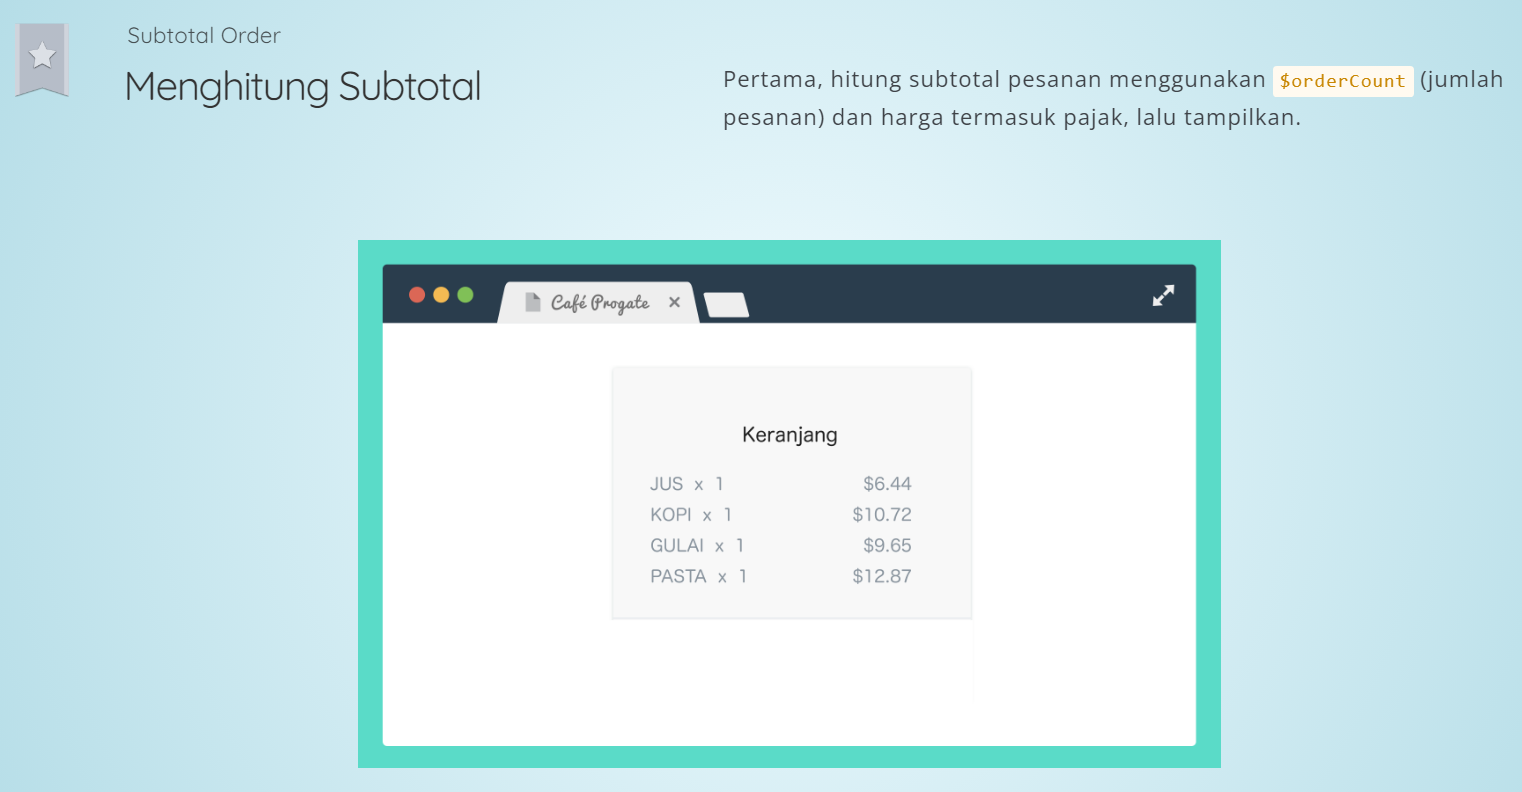 Subtotal Order
Menghitung Subtotal
Pertama, hitung subtotal pesanan menggunakan $orderCount (jumlah
pesanan) dan harga termasuk pajak, lalu tampilkan.
Café Progate
Keranjang
JUS x 1 $6.44
KOPI x 1 $10.72
GULAI x 1 $9.65
PASTA x 1 $12.87